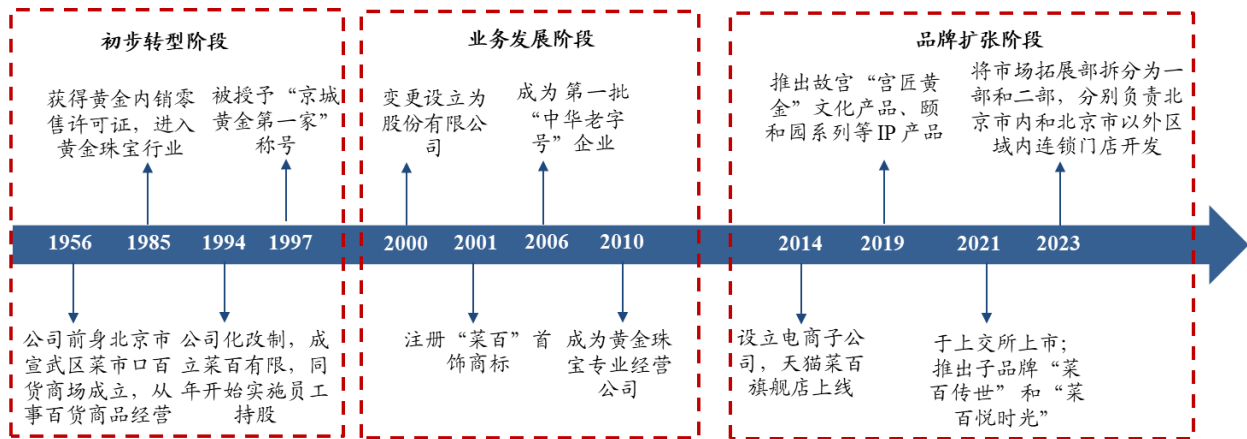 初步转型阶段
业务发展阶段
品牌扩张阶段
获得黄金内销零
售许可证，进入
黄金珠宝行业
被授予“京城
黄金第一家”
称号
变更设立为
股份有限公
司
成为 第一批
“中华老字
号”企业
推出故宫“宫匠黄
金”文化产品、颐
和园系列等 IP 产品
将市场拓展部拆分为一
部和二部，分别负责北
京市内和北京市以外区
域内连锁门店开发
1956
1985
1994
1997
2000
2001
2006
2010
2014
2019
2021
2023
公司前身北京市
宣武区菜市口百
货商场成立，从
事百货商品经营
公司化改制，成
立菜百有限，同
年开始实施员工
持股
注册“菜百”首
饰商标
成为黄金珠
宝专业经营
公司
设立电商子公
司，天猫菜百
旗舰店上线
于上交所上市；
推出子品牌“菜
百传世”和“菜
百悦时光”